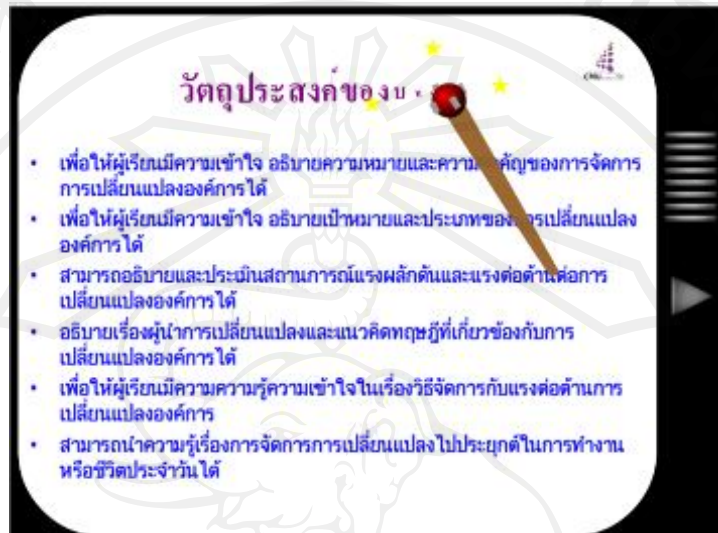 วัตถุประสงค์ของบ
• เพื่อให้ผู้เรียนมีความเข้าใจ อธิบายความหมายและความ คัญของการจัดการ
การเปลี่ยนแปลงองค์การได้
• เพื่อให้ผู้เรียนมีความเข้าใจ อธิบายเป้าหมายและประเภทของ รเปลี่ยนแปลง
องค์การได้
• สามารถอธิบายและประเมินสถานการณ์แรงผลักดันและแรงต่อต้านต่อการ
เปลี่ยนแปลงองค์การได้
• อธิบายเรื่องผู้นำการเปลี่ยนแปลงและแนวคิดทฤษฎีที่เกี่ยวข้องกับการ
เปลี่ยนแปลงองค์การได้
• เพื่อให้ผู้เรียนมีความความรู้ความเข้าใจในเรื่องวิธีจัดการกับแรงต่อต้านการ
เปลี่ยนแปลงองค์การ
• สามารถนำความรู้เรื่องการจัดการการเปลี่ยนแปลงไปประยุกต์ในการทำงาน
หรือชีวิตประจำวันได้